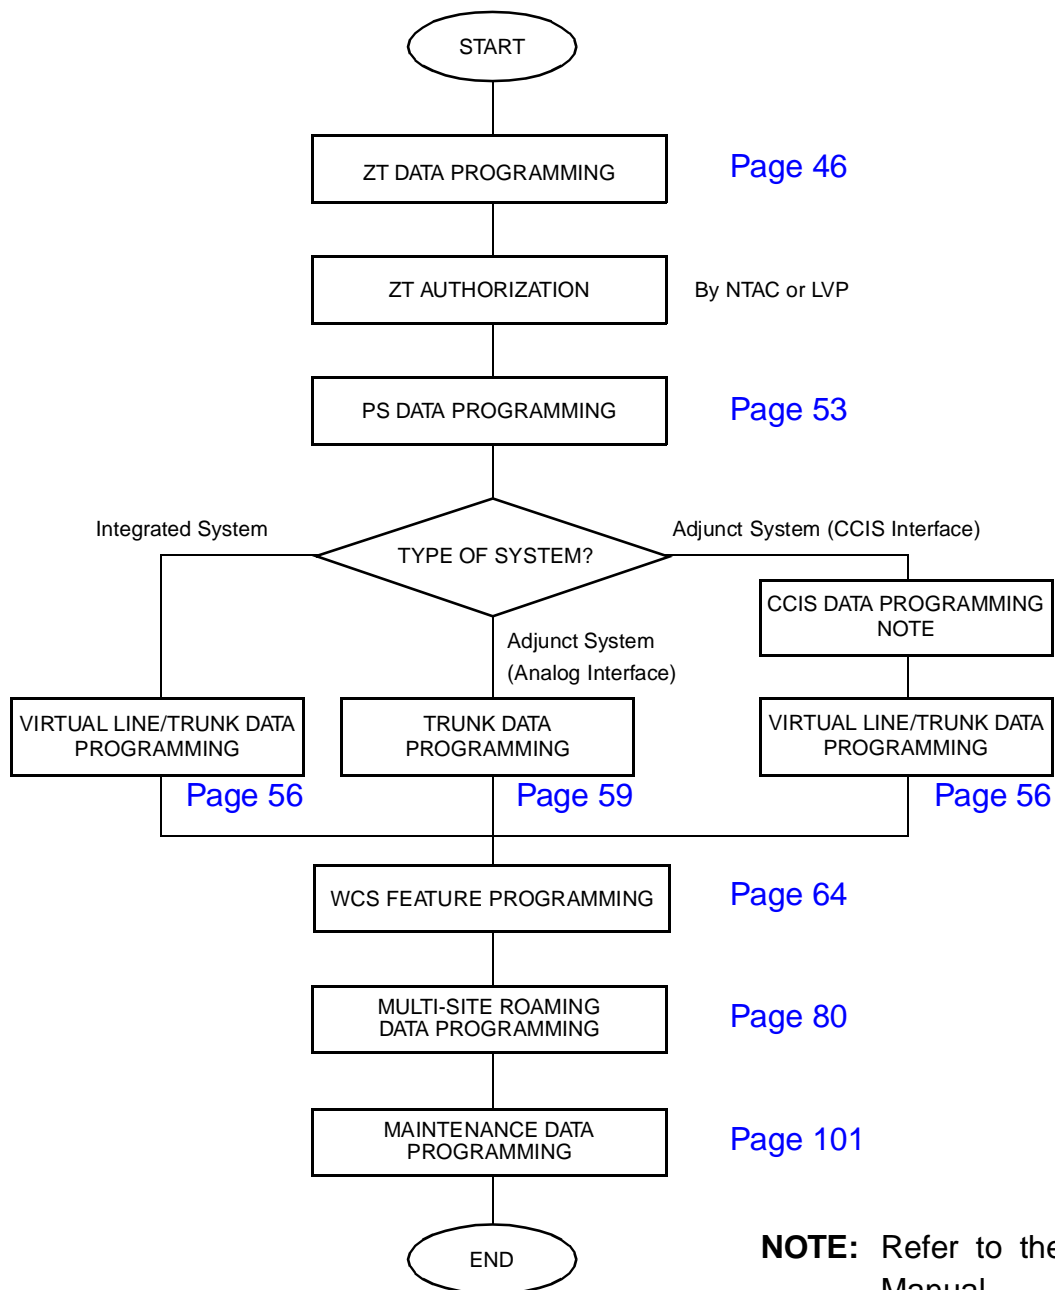 START
ZT DATA PROGRAMMING
Page 46
ZT AUTHORIZATION
By NTAC or LVP
PS DATA PROGRAMMING
Page 53
Integrated System
TYPE OF SYSTEM?
Adjunct System (CCIS Interface)
CCIS DATA PROGRAMMING
NOTE
Adjunct System
(Analog Interface)
VIRTUAL LINE/TRUNK DATA
PROGRAMMING
Page 56
TRUNK DATA
PROGRAMMING
Page 59
VIRTUAL LINE/TRUNK DATA
PROGRAMMING
Page 56
WCS FEATURE PROGRAMMING
Page 64
MULTI-SITE ROAMING
DATA PROGRAMMING
Page 80
MAINTENANCE DATA
PROGRAMMING
Page 101
END
NOTE: Refer to the
Manual